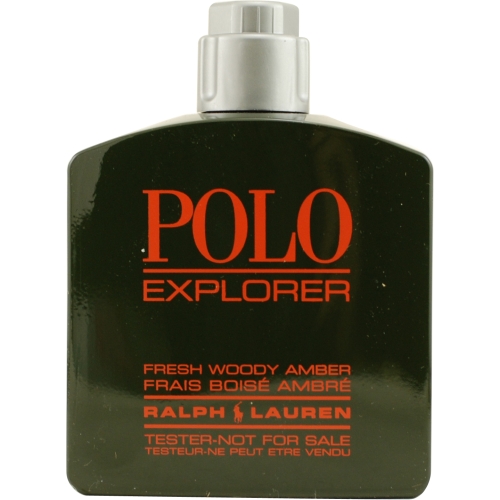 POLO
EXPLORER
FRESH WOODY AMBER
FRAIS BOISÉ AMBRÉ
RALPH LAUREN
TESTER-NOT FOR SALE
TESTEUR-NE PEUT ETRE VENDU